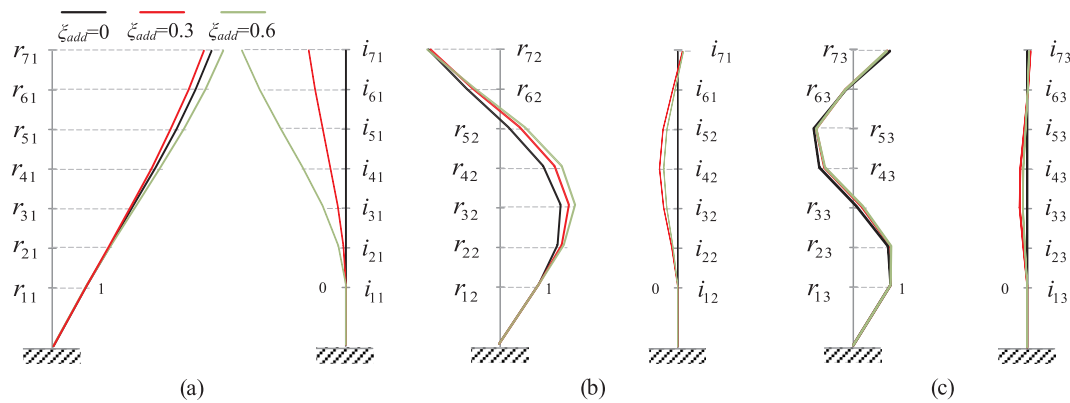 ξadd=0 ξadd=0.3 ξadd=0.6
r71 i71 r72 i71 r73 i73
r61 i61 r62 i61 r63 i63
r51 i51 r52 i52 r53 i53
r41 i41 r42 i42 r43 i43
r31 i31 r32 i32 r33 i33
r21 i21 r22 i22 r23 i23
r11 1 0 i11 r12 1 0 i12 r13 1 0 i13
(a) (b) (c)